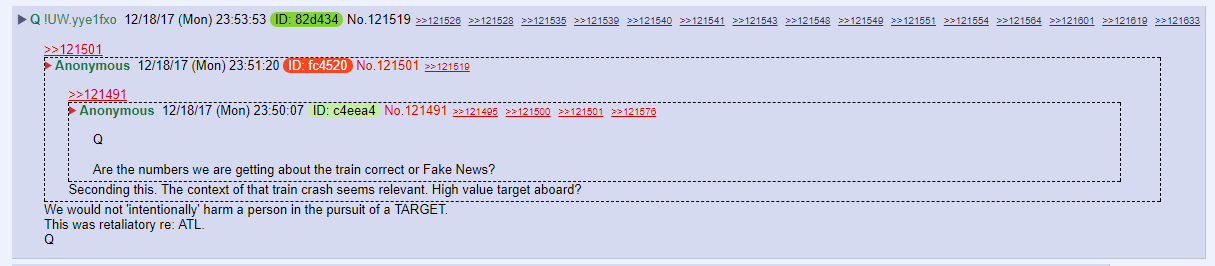 ▶ Q !UW.yye1fxo 12/18/17 (Mon) 23:53:53 ID: 82d434 No.121519 >>121526 >>121528 >>121535 >>121539 >>121540 >>121541 >>121543 >>121548 >>121549 >>121551 >>121554 >>121564 >>121601 >>121619 >>121633
>>121501
Anonymous 12/18/17 (Mon) 23:51:20 ID: fc4520 No.121501 >>121519
>>121491
Anonymous 12/18/17 (Mon) 23:50:07 ID: c4eea4 No.121491 >>121495 >>121500 >>121501 >>121576
Q
Are the numbers we are getting about the train correct or Fake News?
Seconding this. The context of that train crash seems relevant. High value target aboard?
We would not 'intentionally' harm a person in the pursuit of a TARGET.
This was retaliatory re: ATL.
Q